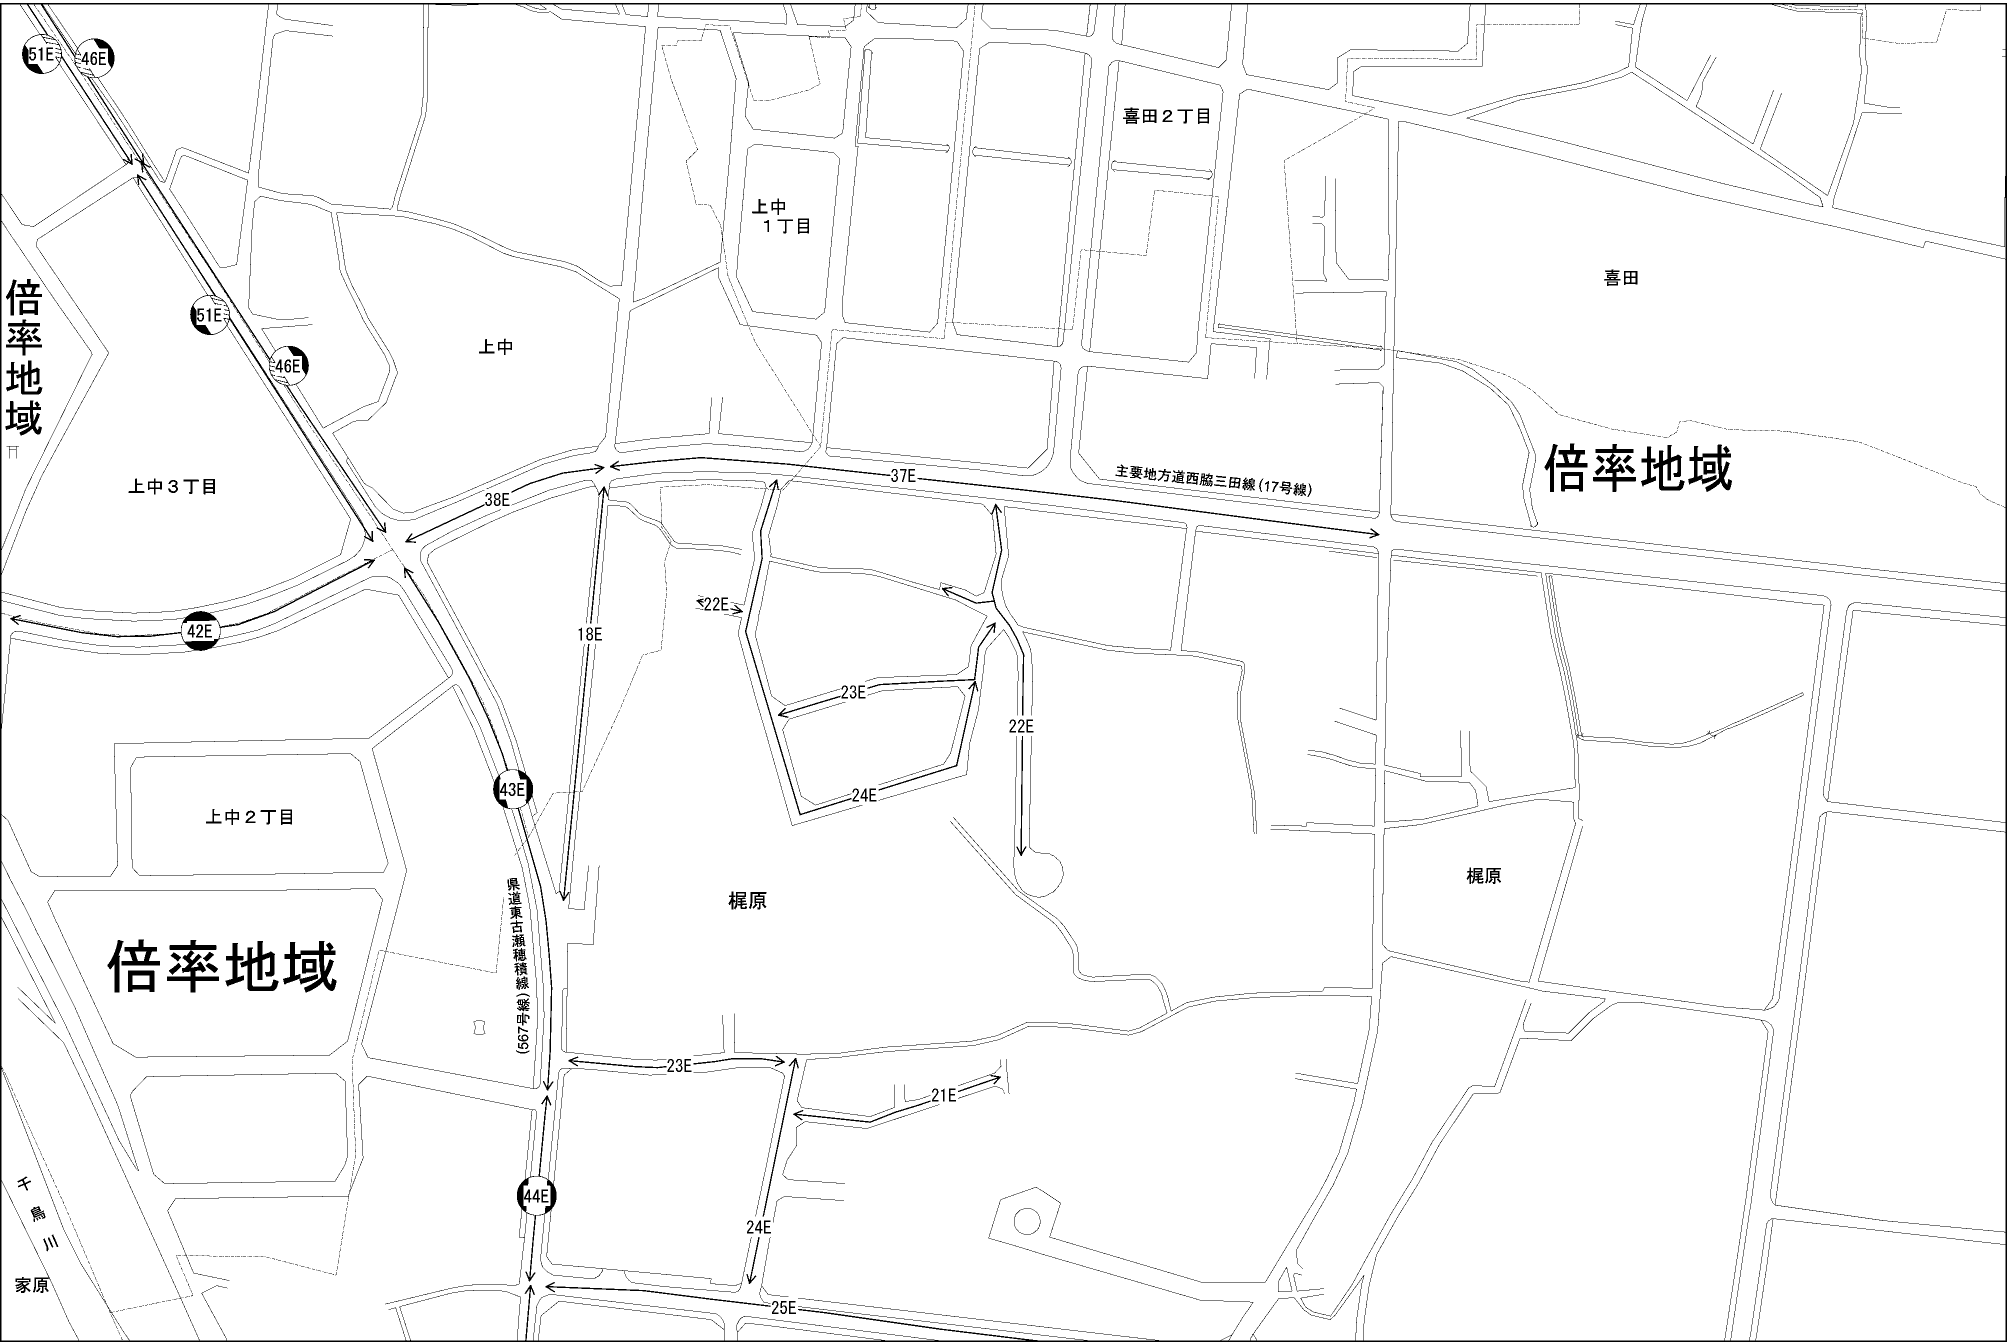 51E
46E
喜田２丁目
上中
１丁目
喜田
倍率地域
51E
46E
上中
上中３丁目
倍率地域
主要地方道西脇三田線(17号線)
37E
38E
22E
42E
18E
23E
22E
43E
24E
上中２丁目
梶原
梶原
県道東古瀬穂積線
(567号線)
倍率地域
23E
21E
44E
24E
千鳥川
家原
25E